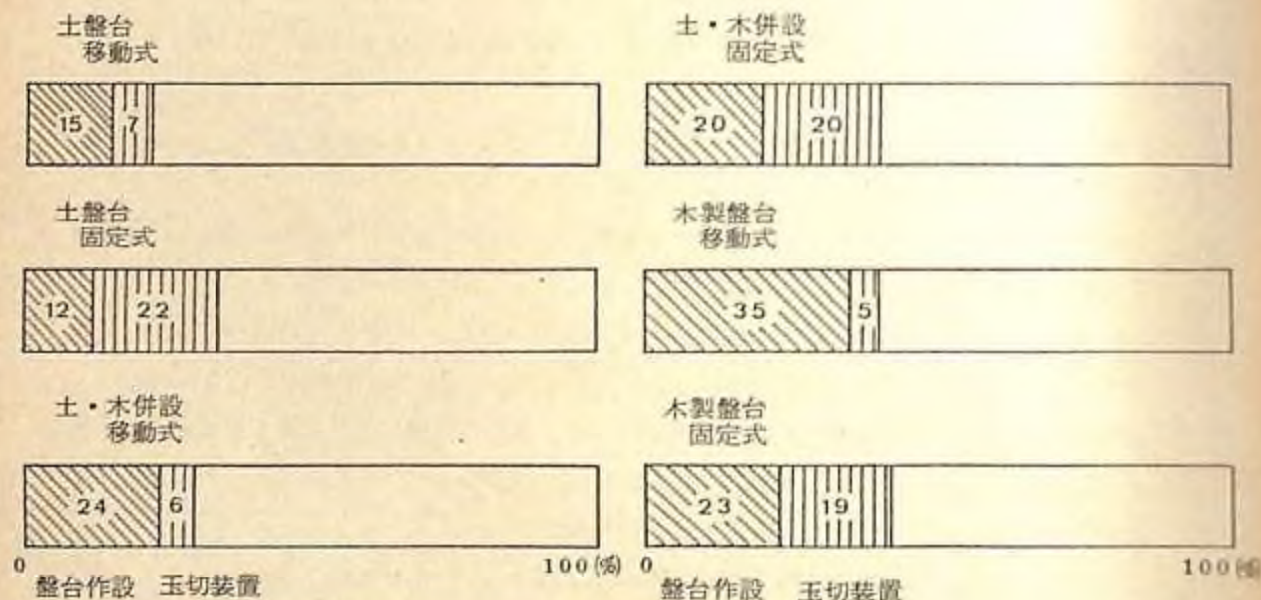 土盤台
移動式
15 7
土盤台
固定式
12 22
土・木併設
移動式
24 6
0 100(%)
盤台作設 玉切装置
土・木併設
固定式
20 20
木製盤台
移動式
35 5
木製盤台
固定式
23 19
0 100
盤台作設 玉切装置